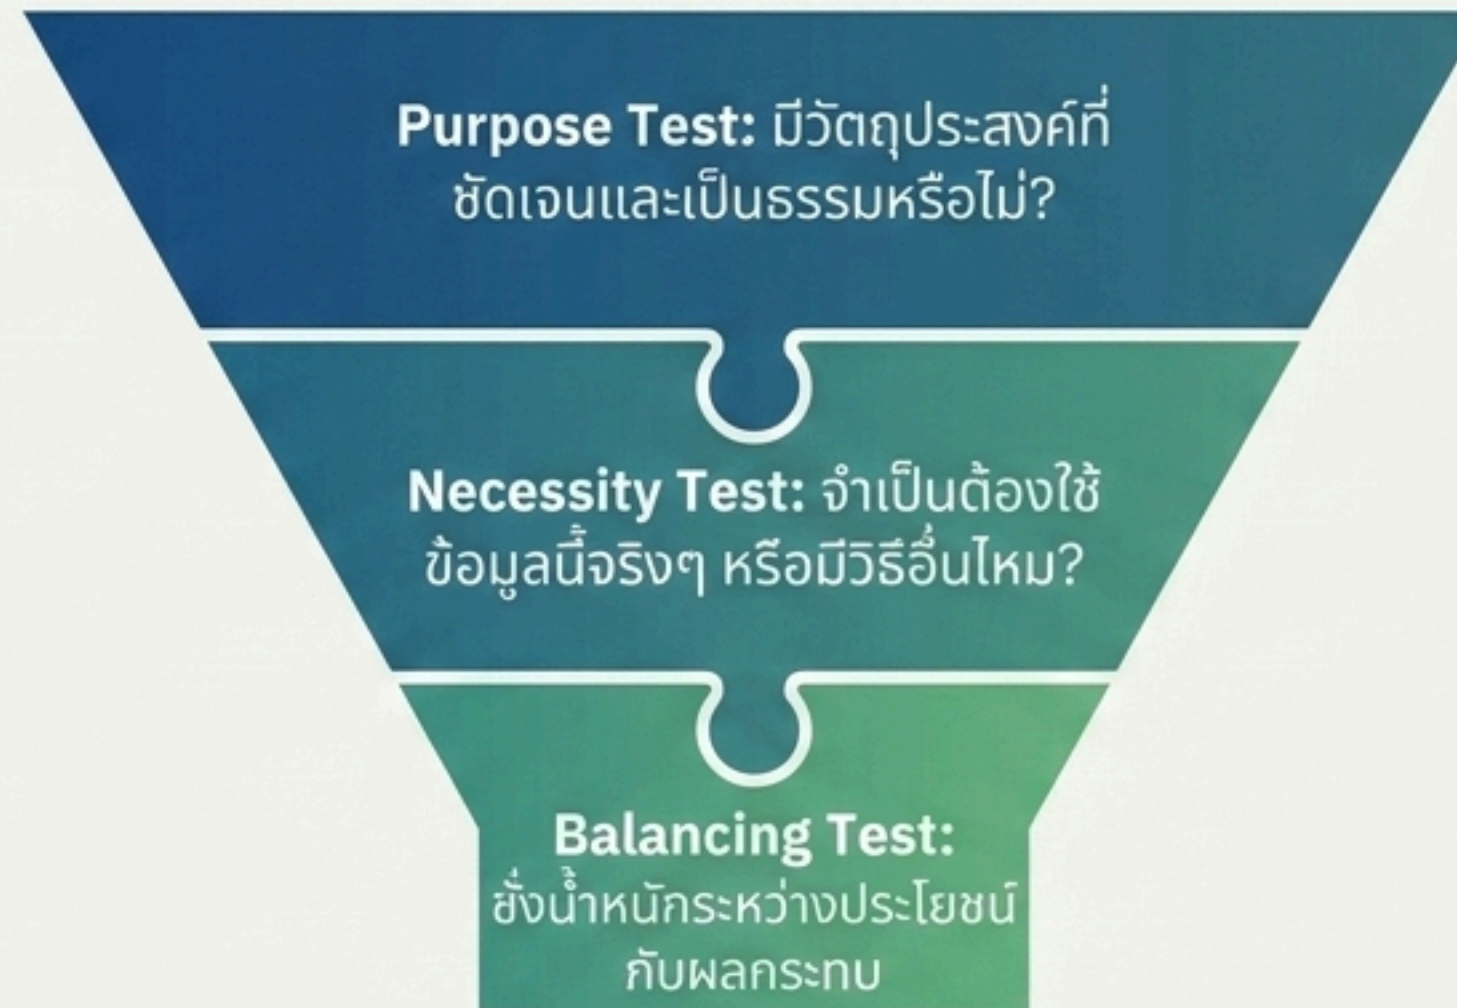 Purpose Test: มีวัตถุประสงค์ที่
ชัดเจนและเป็นธรรมหรือไม่?
Necessity Test: จำเป็นต้องใช้
ข้อมูลนี้จริงๆ หรือมีวิธีอื่นไหม?
Balancing Test:
ชั่งน้ำหนักระหว่างประโยชน์
กับผลกระทบ